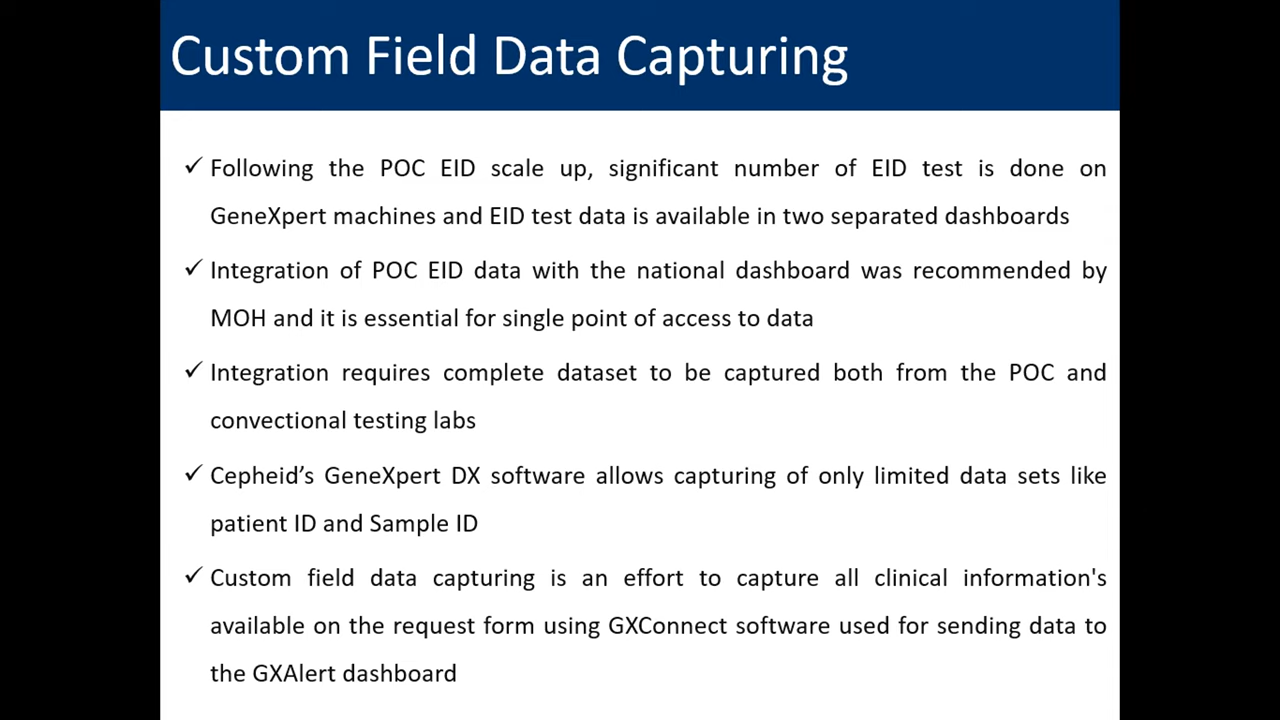 Custom Field Data Capturing
✓ Following the POC EID scale up, significant number of EID test is done on
GeneXpert machines and EID test data is available in two separated dashboards
✓ Integration of POC EID data with the national dashboard was recommended by
MOH and it is essential for single point of access to data
✓ Integration requires complete dataset to be captured both from the POC and
convectional testing labs
✓ Cepheid’s GeneXpert DX software allows capturing of only limited data sets like
patient ID and Sample ID
✓ Custom field data capturing is an effort to capture all clinical information's
available on the request form using GXConnect software used for sending data to
the GXAlert dashboard